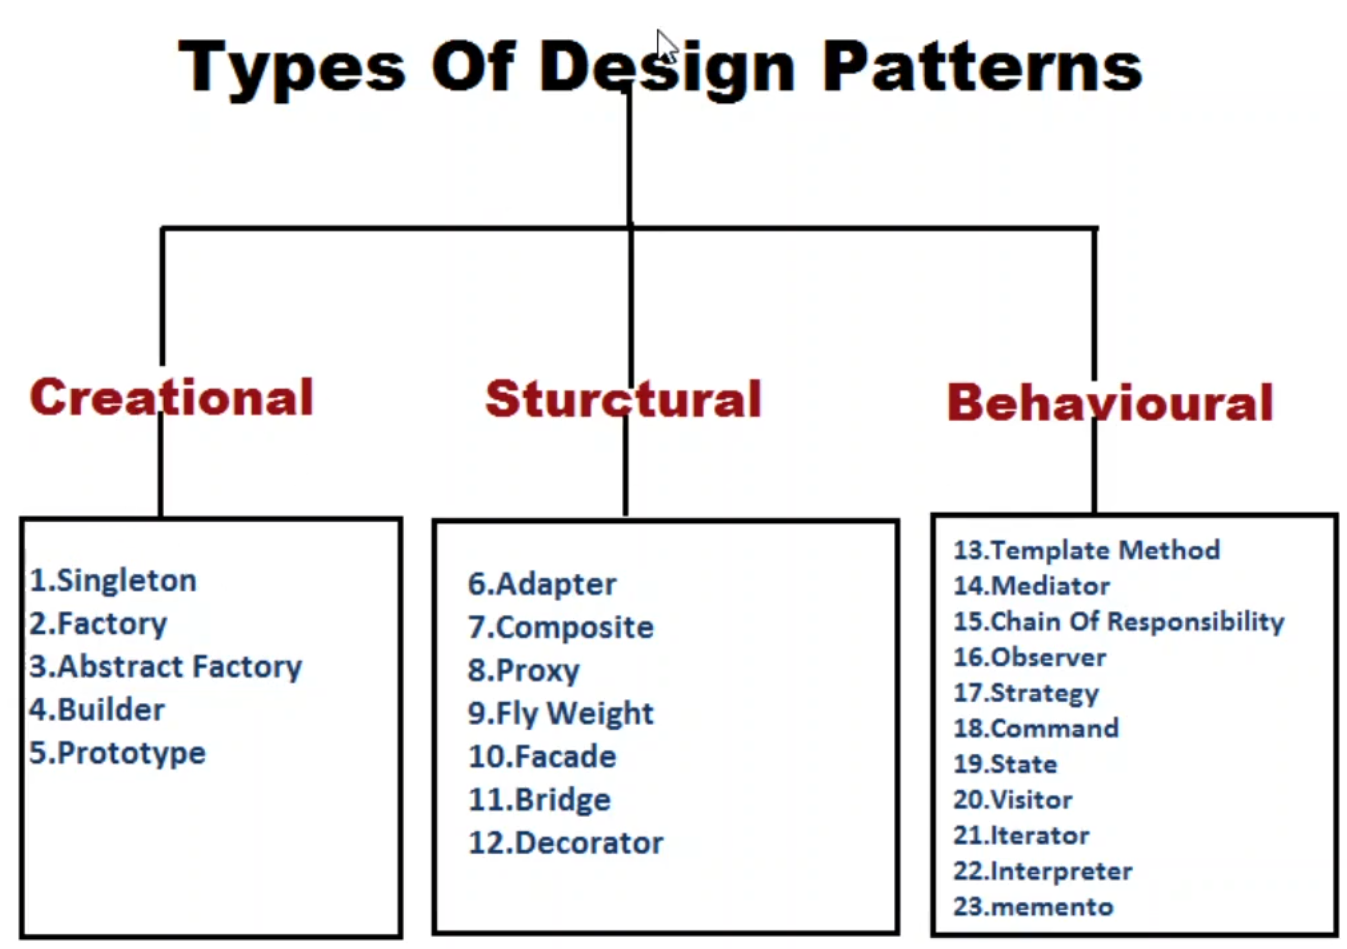 Types Of Design Patterns
Creational
Sturctural
Behavioural
1.Singleton
2.Factory
3.Abstract Factory
4.Builder
5.Prototype
6.Adapter
7.Composite
8.Proxy
9.Fly Weight
10.Facade
11.Bridge
12.Decorator
13.Template Method
14.Mediator
15.Chain Of Responsibility
16.Observer
17.Strategy
18.Command
19.State
20.Visitor
21.Iterator
22.Interpreter
23.memento